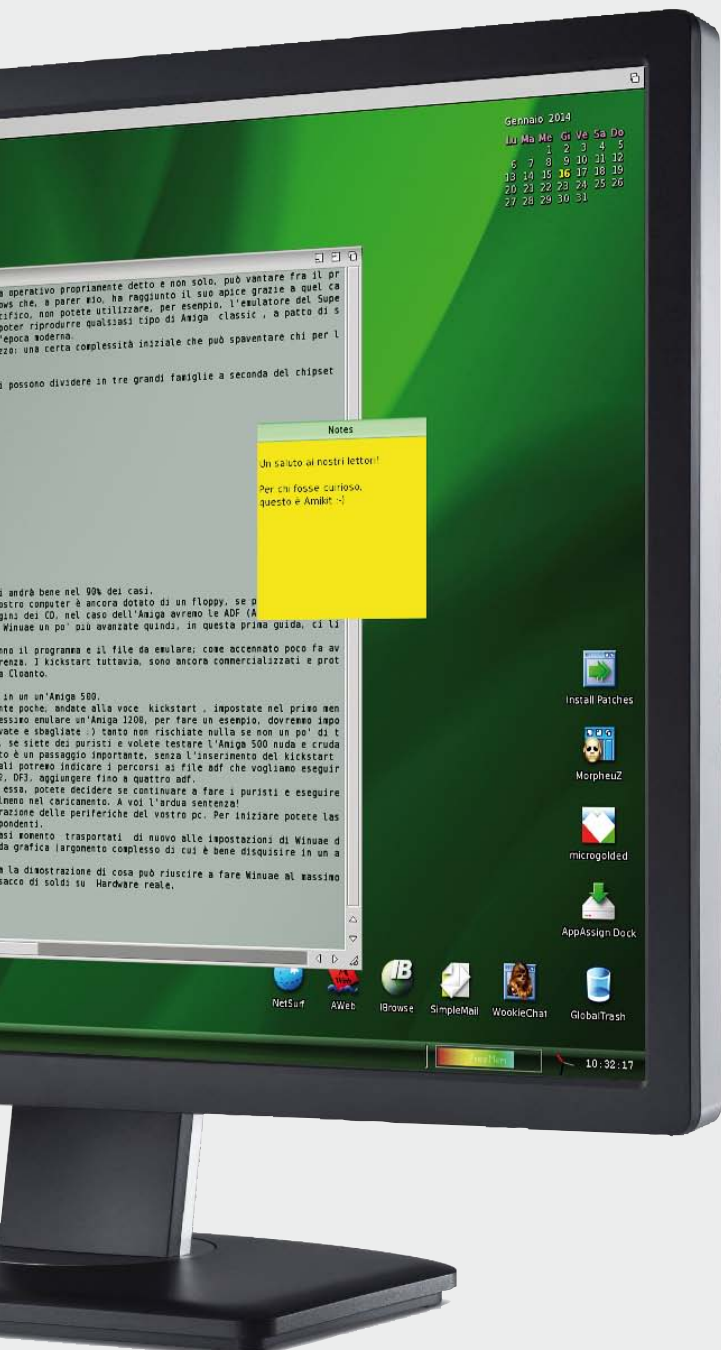 Gennaio 2014
Lu Ma Me Gi Ve Sa Do
1 2 3 4 5
6 7 8 9 10 11 12
13 14 15 16 17 18 19
20 21 22 23 24 25 26
27 28 29 30 31
a operativo propriamente detto e non solo, può vantare fra il pr
ows che, a parer mio, ha raggiunto il suo apice grazie a quel ca
cifico, non potete utilizzare, per esempio, l'emulatore del Supe
poter riprodurre qualsiasi tipo di Amiga classic , a patto di s
'epoca moderna.
ezzo: una certa complessità iniziale che può spaventare chi per l
i possono dividere in tre grandi famiglie a seconda del chipset
Notes
Un saluto ai nostri lettori!
Per chi fosse curioso,
questo è Amikit :-)
i andrà bene nel 90% dei casi.
ostro computer è ancora dotato di un floppy, se p
gini dei CD, nel caso dell'Amiga avremo le ADF (A
Winuae un po' più avanzate quindi, in questa prima guida, ci li
nno il programma e il file da emulare; come accennato poco fa av
renza. I kickstart tuttavia, sono ancora commercializzati e prot
a Cloanto.
in un un'Amiga 500.
nte poche, andate alla voce kickstart , impostate nel primo men
essimo emulare un'Amiga 1200, per fare un esempio, dovremmo impo
vate e sbagliate :) tanto non rischiate nulla se non un po' di t
, se siete dei puristi e volete testare l'Amiga 500 nuda e cruda
to è un passaggio importante, senza l'inserimento del kickstart
ali potremo indicare i percorsi ai file adf che vogliamo eseguir
2, DF3, aggiungere fino a quattro adf.
essa, potete decidere se continuare a fare i puristi e eseguire
lmeno nel caricamento. A voi l'ardua sentenza!
razione delle periferiche del vostro pc. Per iniziare potete las
pondenti.
asi momento trasportati di nuovo alle impostazioni di Winuae d
da grafica (argomento complesso di cui è bene disquisire in un a
a la dimostrazione di cosa può riuscire a fare Winuae al massimo
sacco di soldi su Hardware reale.
Install Patches
MorpheuZ
microgolded
AppAssign Dock
NetSurf
AWeb
IBrowse
SimpleMail
WookieChat
GlobalTrash
10:32:17